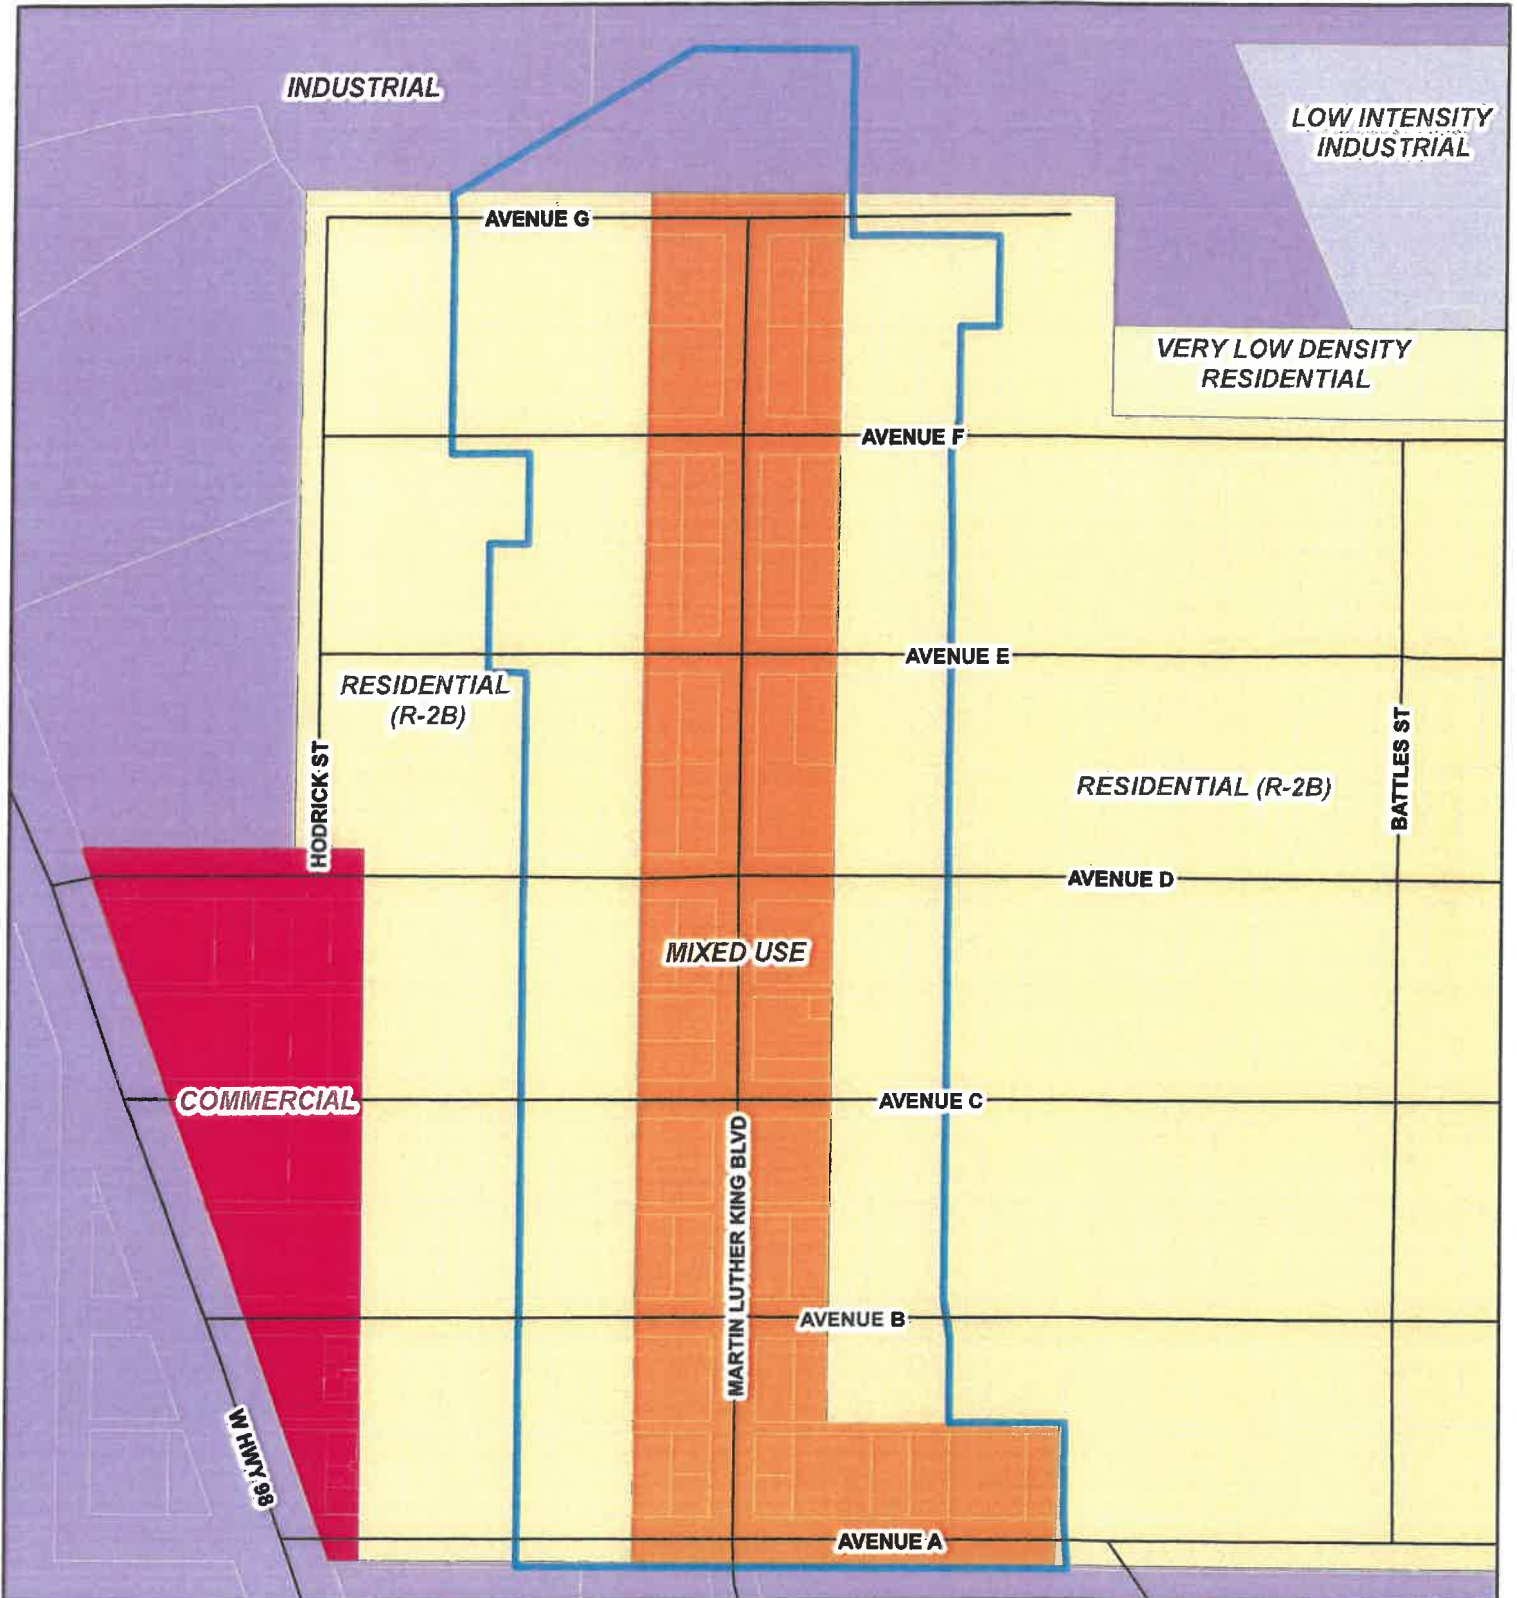 INDUSTRIAL
LOW INTENSITY
INDUSTRIAL
AVENUE G
VERY LOW DENSITY
RESIDENTIAL
AVENUE F
AVENUE E
RESIDENTIAL
(R-2B)
HODRICK ST
BATTLES ST
RESIDENTIAL (R-2B)
AVENUE D
MIXED USE
COMMERCIAL
AVENUE C
MARTIN LUTHER KING BLVD
AVENUE B
W HWY 98
AVENUE A